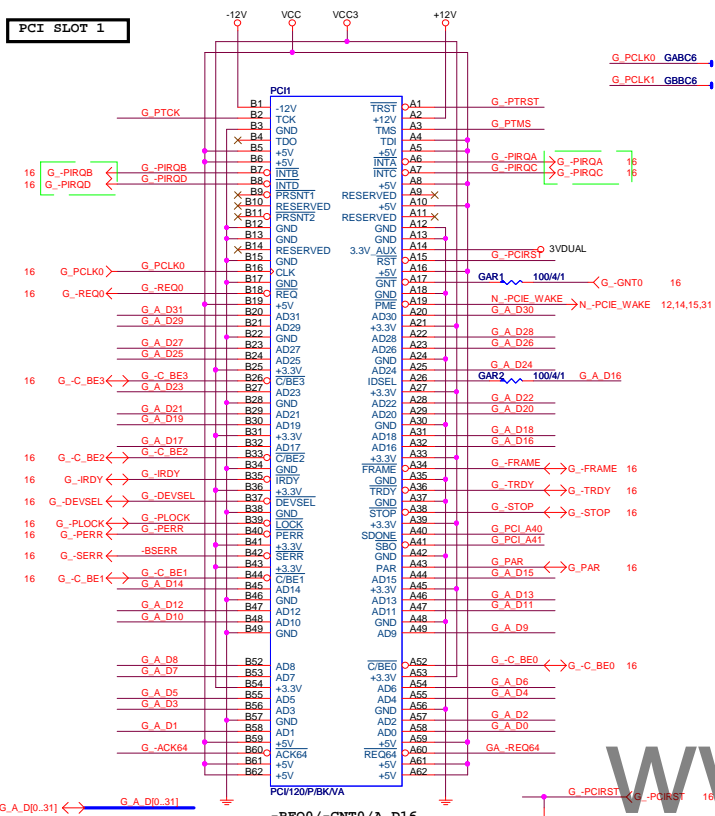 PCI SLOT 1
-12V VCC VCC3 +12V
G_PCLK0 GABC6
G_PCLK1 GBBC6
PCI1
B1 -12V TRST A1 G_-PTRST
G_PTCK B2 TCK +12V A2
B3 GND TMS A3 G_PTMS
B4 TDO TDI A4
B5 +5V +5V A5
B6 +5V INTA A6 G_-PIRQA G_-PIRQA 16
16 G_-PIRQB G_-PIRQB B7 INTB INTC A7 G_-PIRQC G_-PIRQC 16
16 G_-PIRQD G_-PIRQD B8 INTD +5V A8
B9 PRSNT1 RESERVED A9
B10 RESERVED +5V A10
B11 PRSNT2 RESERVED A11
B12 GND GND A12
B13 GND GND A13
B14 RESERVED 3.3V_AUX A14 3VDUAL
B15 GND RST A15 G_-PCIRST
16 G_PCLK0 G_PCLK0 B16 CLK +5V A16
B17 GND GNT A17 GAR1 100/4/1 G_-GNT0 16
16 G_-REQ0 G_-REQ0 B18 REQ GND A18
B19 +5V PME A19 N_-PCIE_WAKE N_-PCIE_WAKE 12,14,15,31
G_A_D31 B20 AD31 AD30 A20 G_A_D30
G_A_D29 B21 AD29 +3.3V A21
B22 GND AD28 A22 G_A_D28
G_A_D27 B23 AD27 AD26 A23 G_A_D26
G_A_D25 B24 AD25 GND A24
B25 +3.3V AD24 A25 G_A_D24
16 G_-C_BE3 G_-C_BE3 B26 C/BE3 IDSEL A26 GAR2 100/4/1 G_A_D16
G_A_D23 B27 AD23 +3.3V A27
B28 GND AD22 A28 G_A_D22
G_A_D21 B29 AD21 AD20 A29 G_A_D20
G_A_D19 B30 AD19 GND A30
B31 +3.3V AD18 A31 G_A_D18
G_A_D17 B32 AD17 AD16 A32 G_A_D16
16 G_-C_BE2 G_-C_BE2 B33 C/BE2 +3.3V A33
B34 GND FRAME A34 G_-FRAME G_-FRAME 16
16 G_-IRDY G_-IRDY B35 IRDY GND A35
B36 +3.3V TRDY A36 G_-TRDY G_-TRDY 16
16 G_-DEVSEL G_-DEVSEL B37 DEVSEL GND A37
B38 GND STOP A38 G_-STOP G_-STOP 16
16 G_-PLOCK G_-PLOCK B39 LOCK +3.3V A39
16 G_-PERR G_-PERR B40 PERR SDONE A40 G_PCI_A40
B41 +3.3V SBO A41 G_PCI_A41
16 G_-SERR -BSERR B42 SERR GND A42
B43 +3.3V PAR A43 G_PAR G_PAR 16
16 G_-C_BE1 G_-C_BE1 B44 C/BE1 AD15 A44 G_A_D15
G_A_D14 B45 AD14 +3.3V A45
B46 GND AD13 A46 G_A_D13
G_A_D12 B47 AD12 AD11 A47 G_A_D11
G_A_D10 B48 AD10 GND A48
B49 GND AD9 A49 G_A_D9
G_A_D8 B52 AD8 C/BE0 A52 G_-C_BE0 G_-C_BE0 16
G_A_D7 B53 AD7 +3.3V A53
B54 +3.3V AD6 A54 G_A_D6
G_A_D5 B55 AD5 AD4 A55 G_A_D4
G_A_D3 B56 AD3 GND A56
B57 GND AD2 A57 G_A_D2
G_A_D1 B58 AD1 AD0 A58 G_A_D0
B59 +5V +5V A59
G_-ACK64 B60 ACK64 REQ64 A60 GA_-REQ64
B61 +5V +5V A61
B62 +5V +5V A62
PCI/120/P/BK/VA
G_-PCIRST G_-PCIRST 16
G_A_D[0..31] G_A_D[0..31]
-REQ0/-GNT0/A_D16